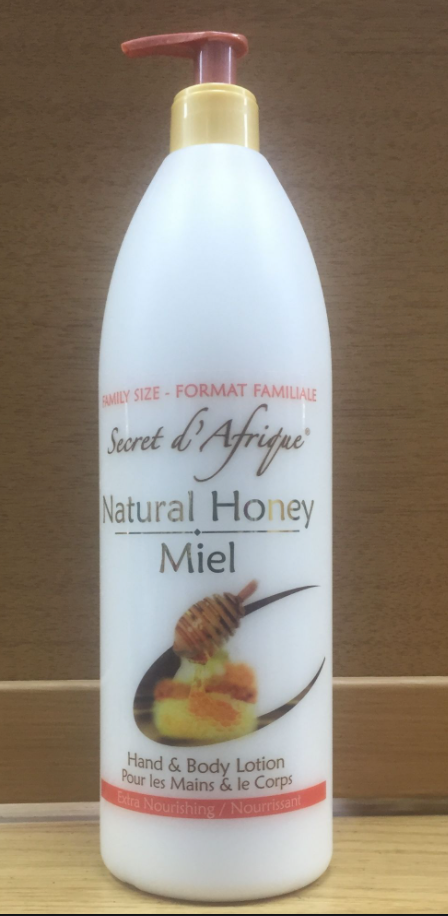 FAMILY SIZE - FORMAT FAMILIALE
Secret d'Afrique®
Natural Honey
Miel
Hand & Body Lotion
Pour les Mains & le Corps
Extra Nourishing / Nourrissant